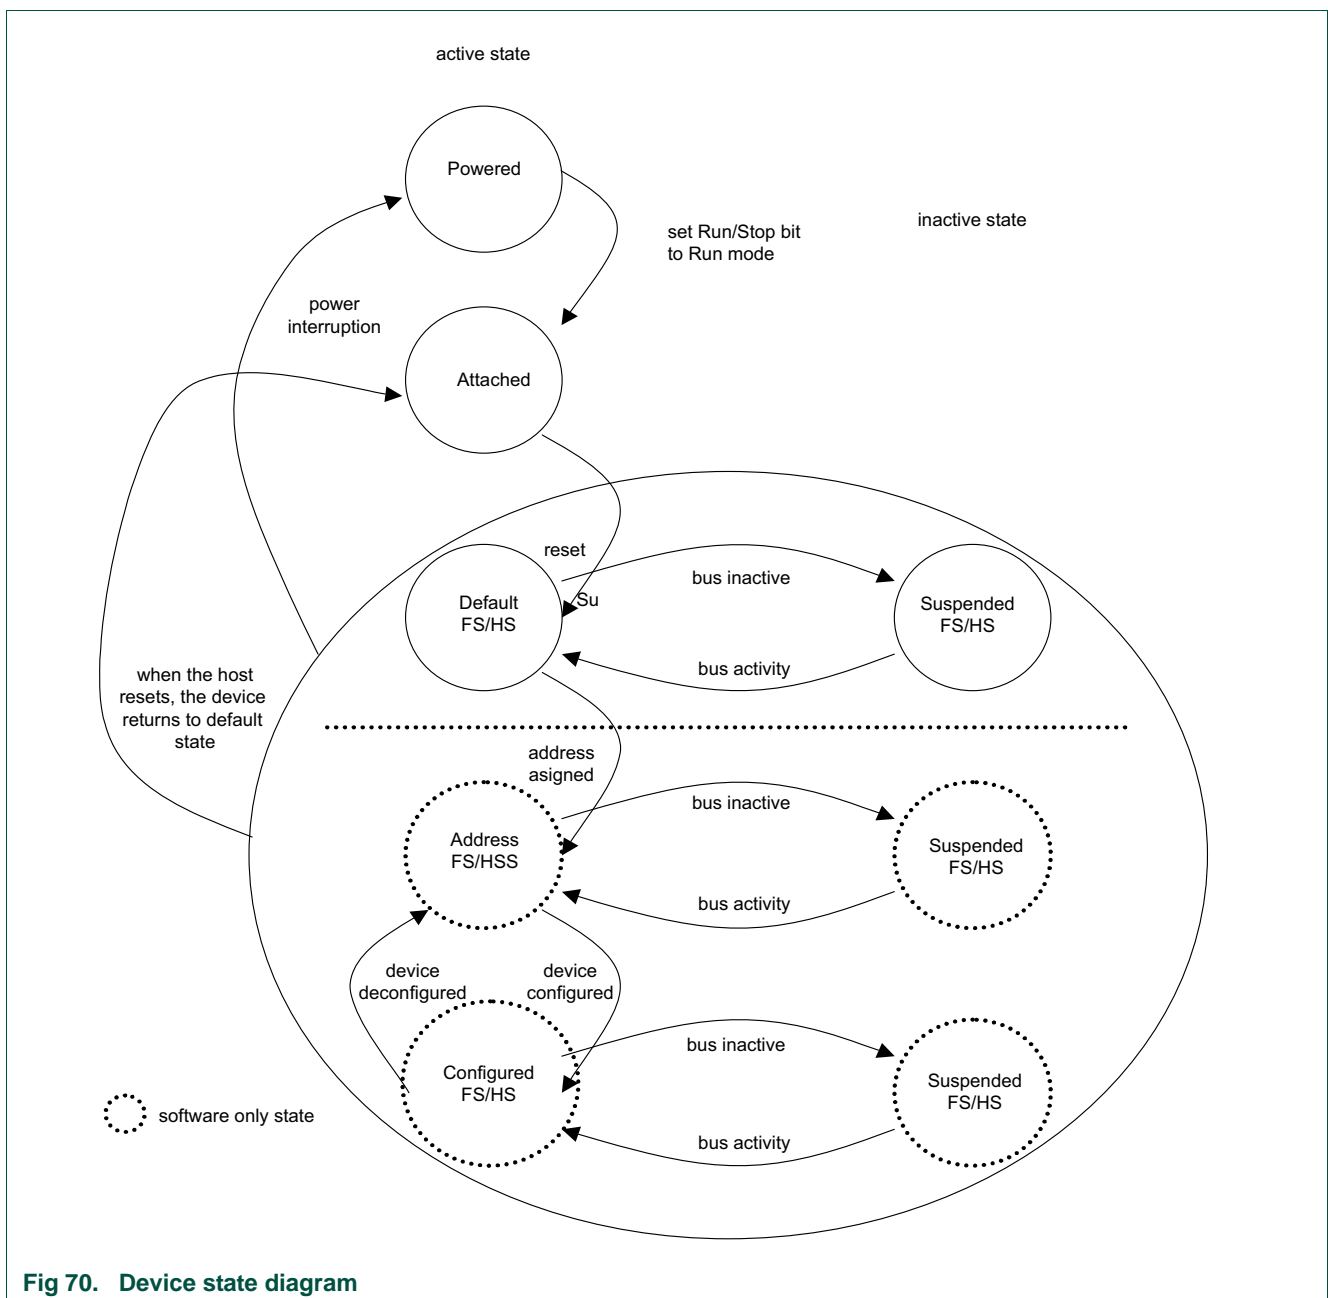 active state
Powered
inactive state
set Run/Stop bit
to Run mode
power
interruption
Attached
reset
bus inactive
Su
Default
FS/HS
Suspended
FS/HS
bus activity
when the host
resets, the device
returns to default
state
address
asigned
bus inactive
Address
FS/HSS
Suspended
FS/HS
bus activity
device
deconfigured
device
configured
bus inactive
Configured
FS/HS
Suspended
FS/HS
software only state
bus activity
Fig 70. Device state diagram